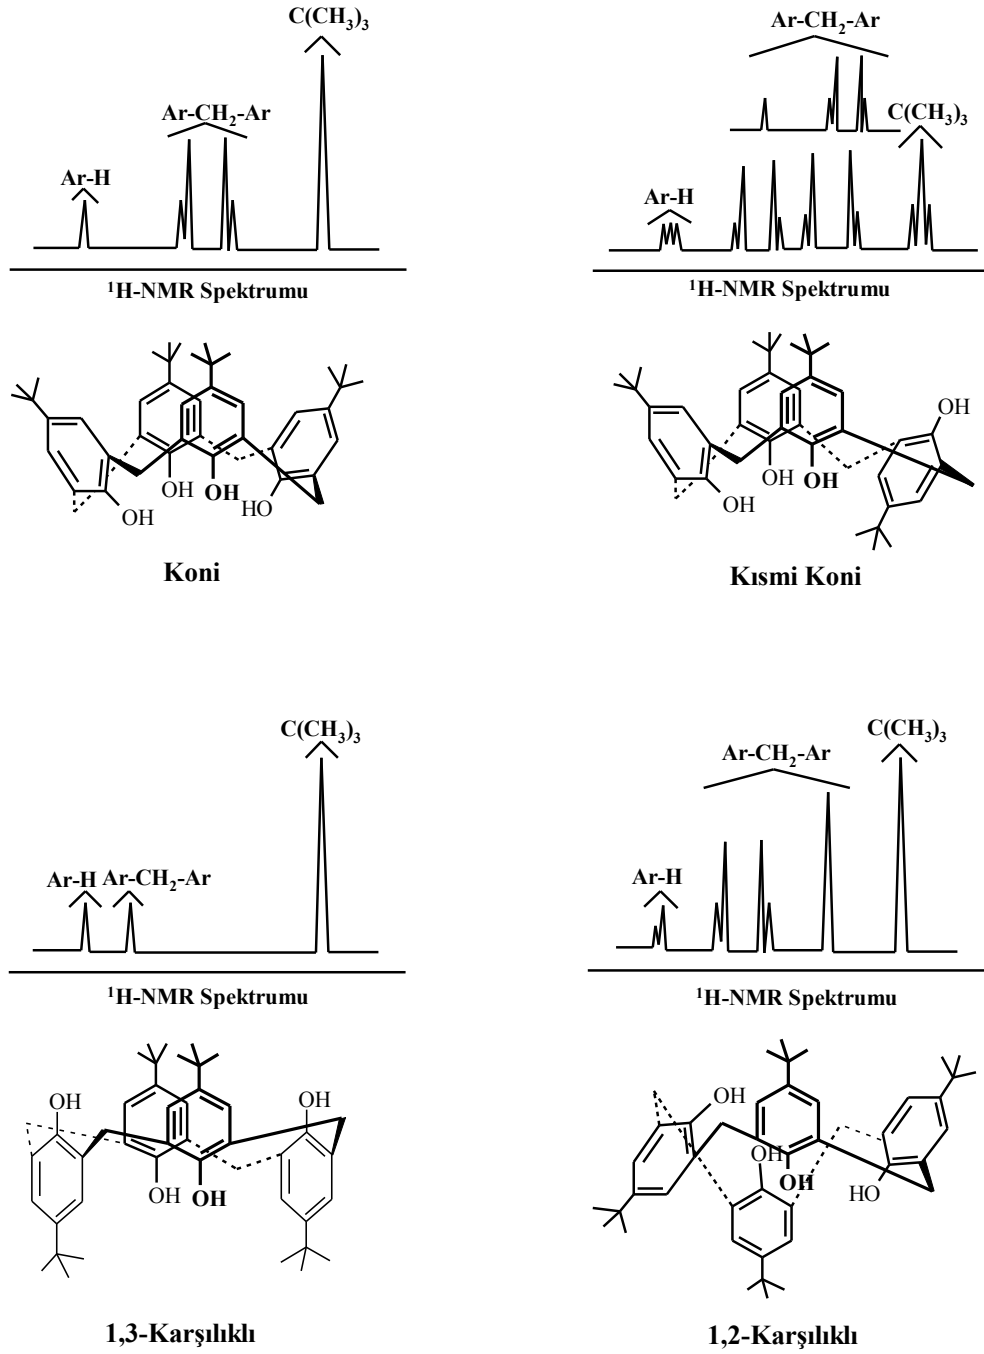 C(CH₃)₃
Ar-CH₂-Ar
Ar-H
¹H-NMR Spektrumu
OH
OH
OH
HO
Koni
Ar-CH₂-Ar
C(CH₃)₃
Ar-H
¹H-NMR Spektrumu
OH
OH
OH
OH
Kısmi Koni
C(CH₃)₃
Ar-H Ar-CH₂-Ar
¹H-NMR Spektrumu
OH
OH
OH
OH
1,3-Karşılıklı
C(CH₃)₃
Ar-CH₂-Ar
Ar-H
¹H-NMR Spektrumu
OH
OH
OH
HO
1,2-Karşılıklı